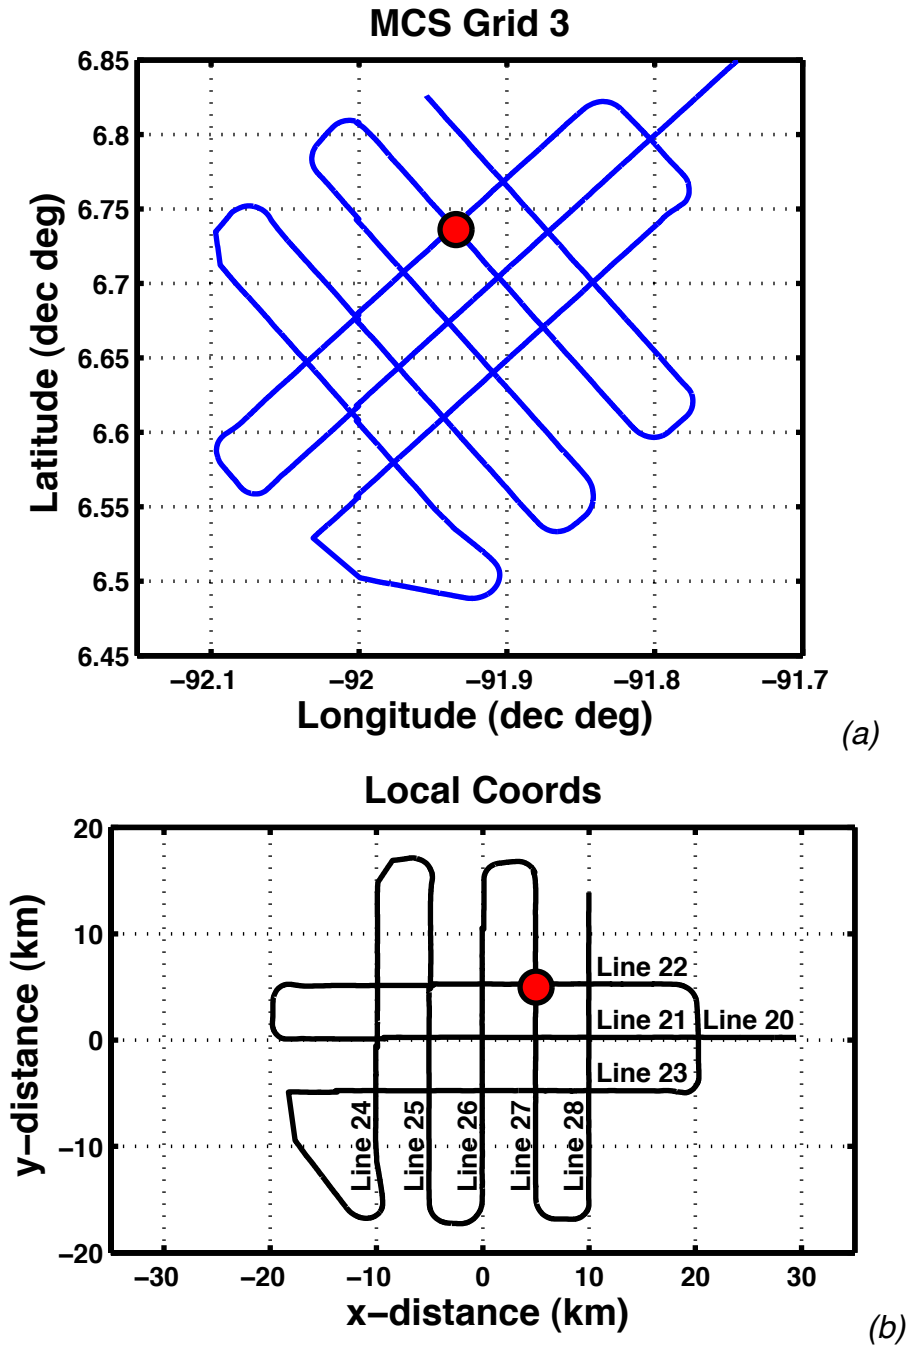 MCS Grid 3
6.85
6.8
6.75
6.7
6.65
6.6
6.55
6.5
6.45
Latitude (dec deg)
−92.1 −92 −91.9 −91.8 −91.7
Longitude (dec deg)
(a)
Local Coords
20
10
0
−10
−20
y−distance (km)
Line 22
Line 21 Line 20
Line 23
Line 24
Line 25
Line 26
Line 27
Line 28
−30 −20 −10 0 10 20 30
x−distance (km)
(b)